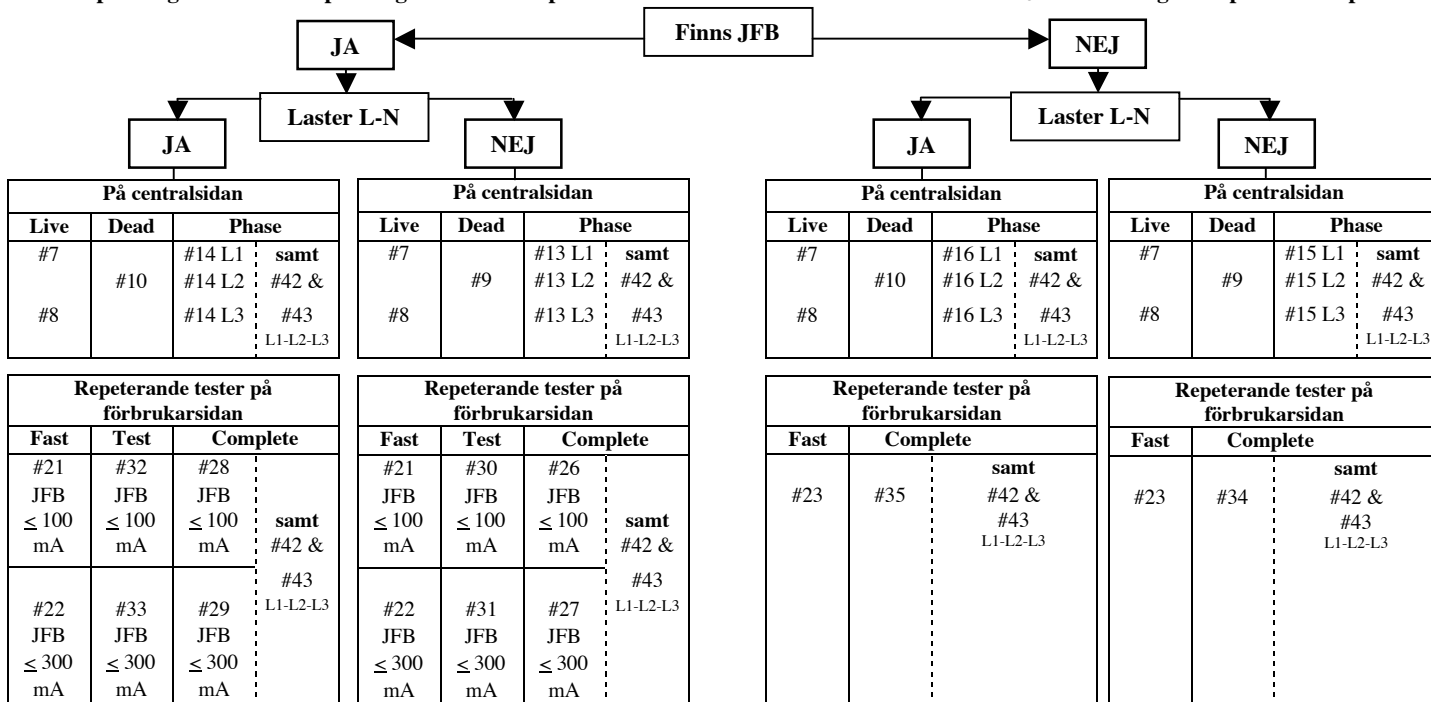 Finns JFB
JA
NEJ
Laster L-N
Laster L-N
JA
NEJ
JA
NEJ
På centralsidan
Live Dead Phase
#7 #14 L1 samt
#10 #14 L2 #42 &
#8 #14 L3 #43
L1-L2-L3
På centralsidan
Live Dead Phase
#7 #13 L1 samt
#9 #13 L2 #42 &
#8 #13 L3 #43
L1-L2-L3
På centralsidan
Live Dead Phase
#7 #16 L1 samt
#10 #16 L2 #42 &
#8 #16 L3 #43
L1-L2-L3
På centralsidan
Live Dead Phase
#7 #15 L1 samt
#9 #15 L2 #42 &
#8 #15 L3 #43
L1-L2-L3
Repeterande tester på
förbrukarsidan
Fast Test Complete
#21 #32 #28
JFB JFB JFB
≤ 100 ≤ 100 ≤ 100 samt
mA mA mA #42 &
#43
#22 #33 #29 L1-L2-L3
JFB JFB JFB
≤ 300 ≤ 300 ≤ 300
mA mA mA
Repeterande tester på
förbrukarsidan
Fast Test Complete
#21 #30 #26
JFB JFB JFB
≤ 100 ≤ 100 ≤ 100 samt
mA mA mA #42 &
#43
#22 #31 #27 L1-L2-L3
JFB JFB JFB
≤ 300 ≤ 300 ≤ 300
mA mA mA
Repeterande tester på
förbrukarsidan
Fast Complete
samt
#23 #35 #42 &
#43
L1-L2-L3
Repeterande tester på
förbrukarsidan
Fast Complete
samt
#23 #34 #42 &
#43
L1-L2-L3